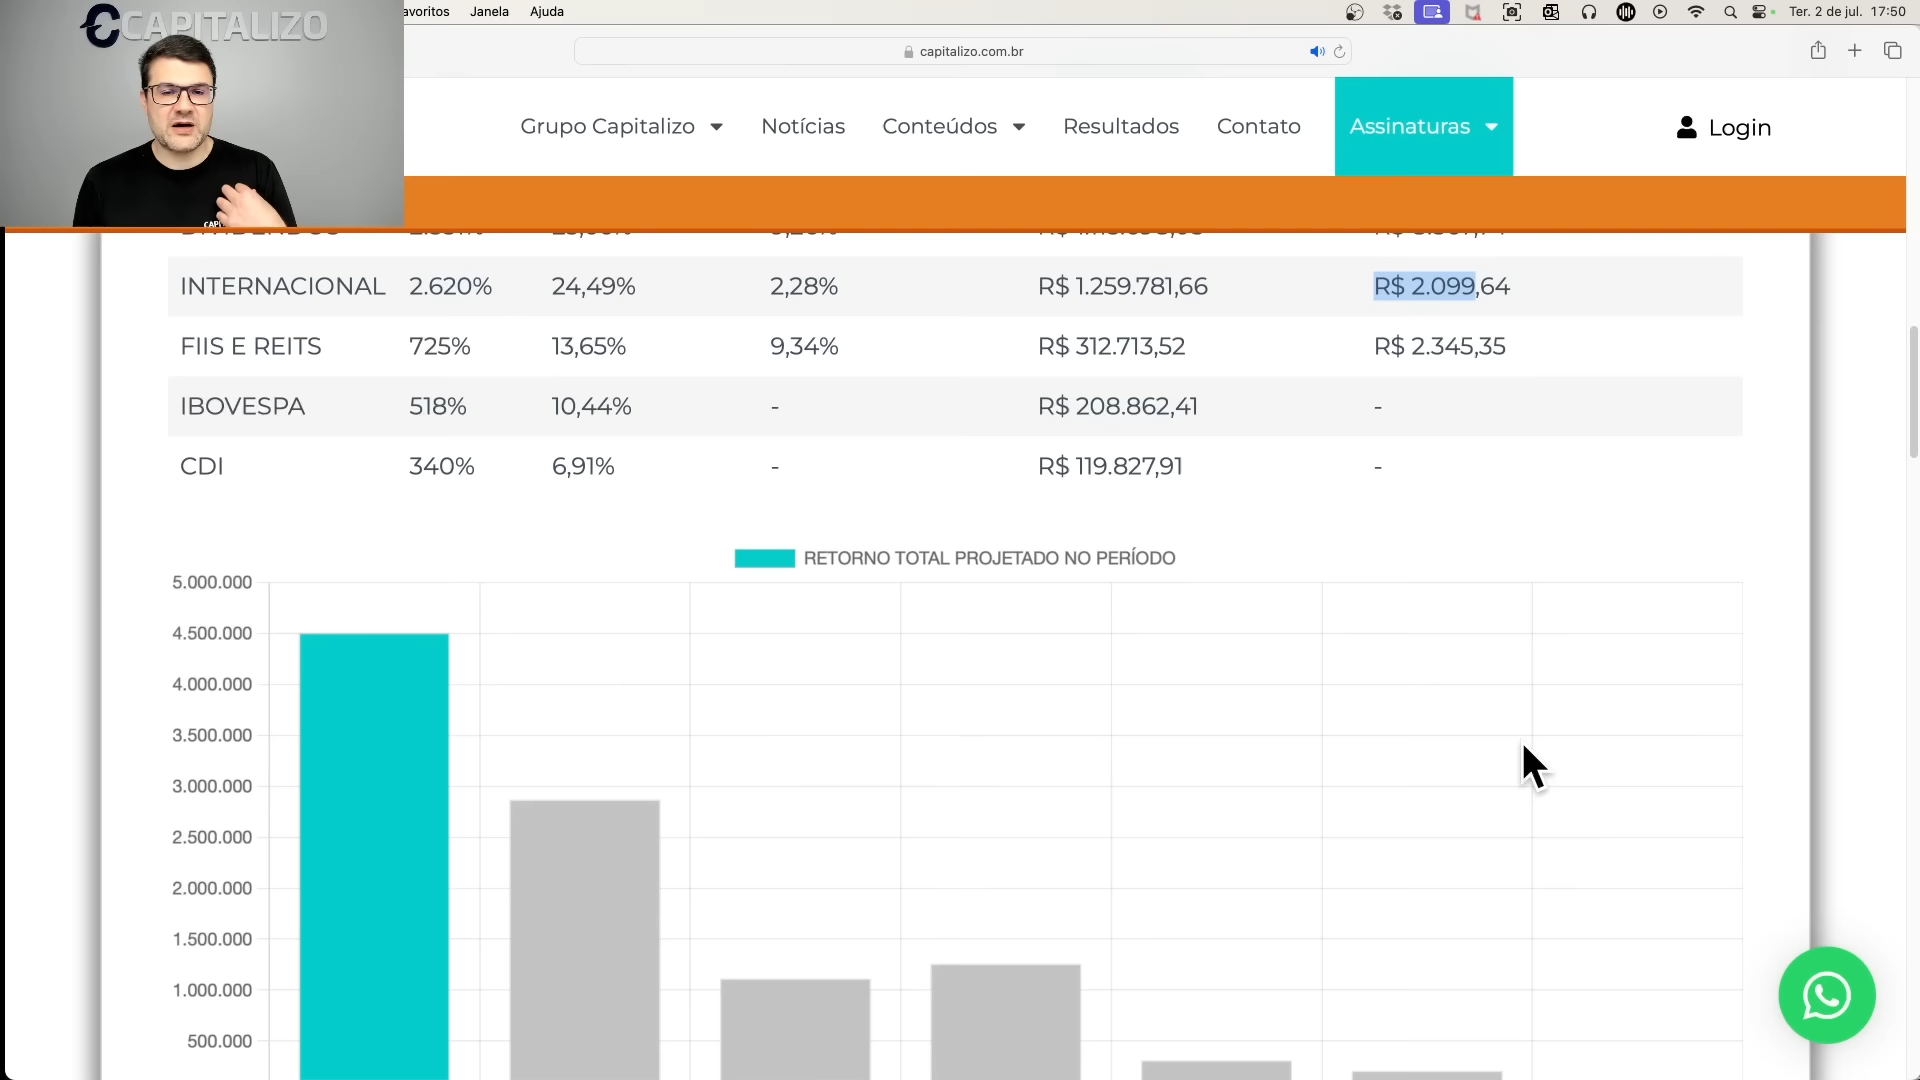 CAPITALIZO
avoritos Janela Ajuda
Ter. 2 de jul. 17:50
capitalizo.com.br
Grupo Capitalizo Notícias Conteúdos Resultados Contato Assinaturas Login
INTERNACIONAL 2.620% 24,49% 2,28% R$ 1.259.781,66 R$ 2.099,64
FIIS E REITS 725% 13,65% 9,34% R$ 312.713,52 R$ 2.345,35
IBOVESPA 518% 10,44% - R$ 208.862,41 -
CDI 340% 6,91% - R$ 119.827,91 -
RETORNO TOTAL PROJETADO NO PERÍODO
5.000.000
4.500.000
4.000.000
3.500.000
3.000.000
2.500.000
2.000.000
1.500.000
1.000.000
500.000